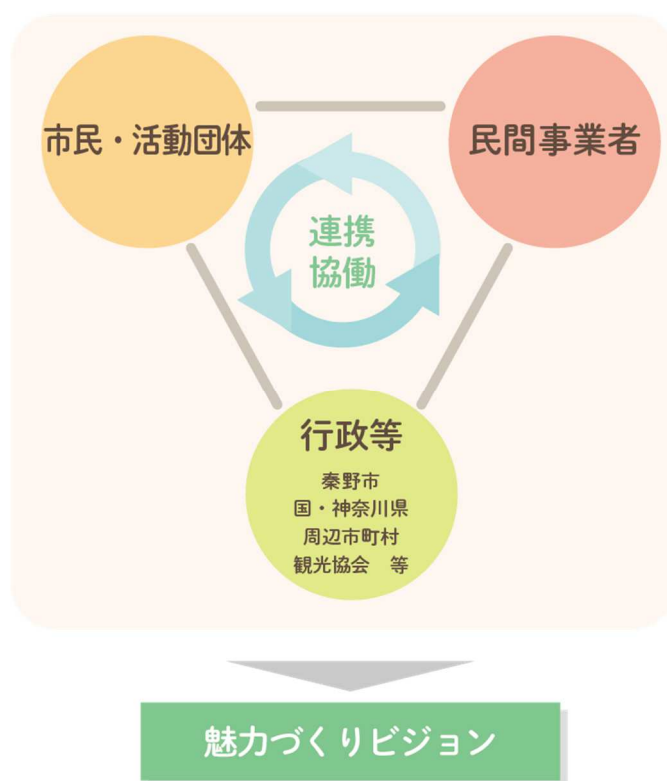 市民・活動団体
民間事業者
連携
協働
行政等
秦野市
国・神奈川県
周辺市町村
観光協会　等
魅力づくりビジョン